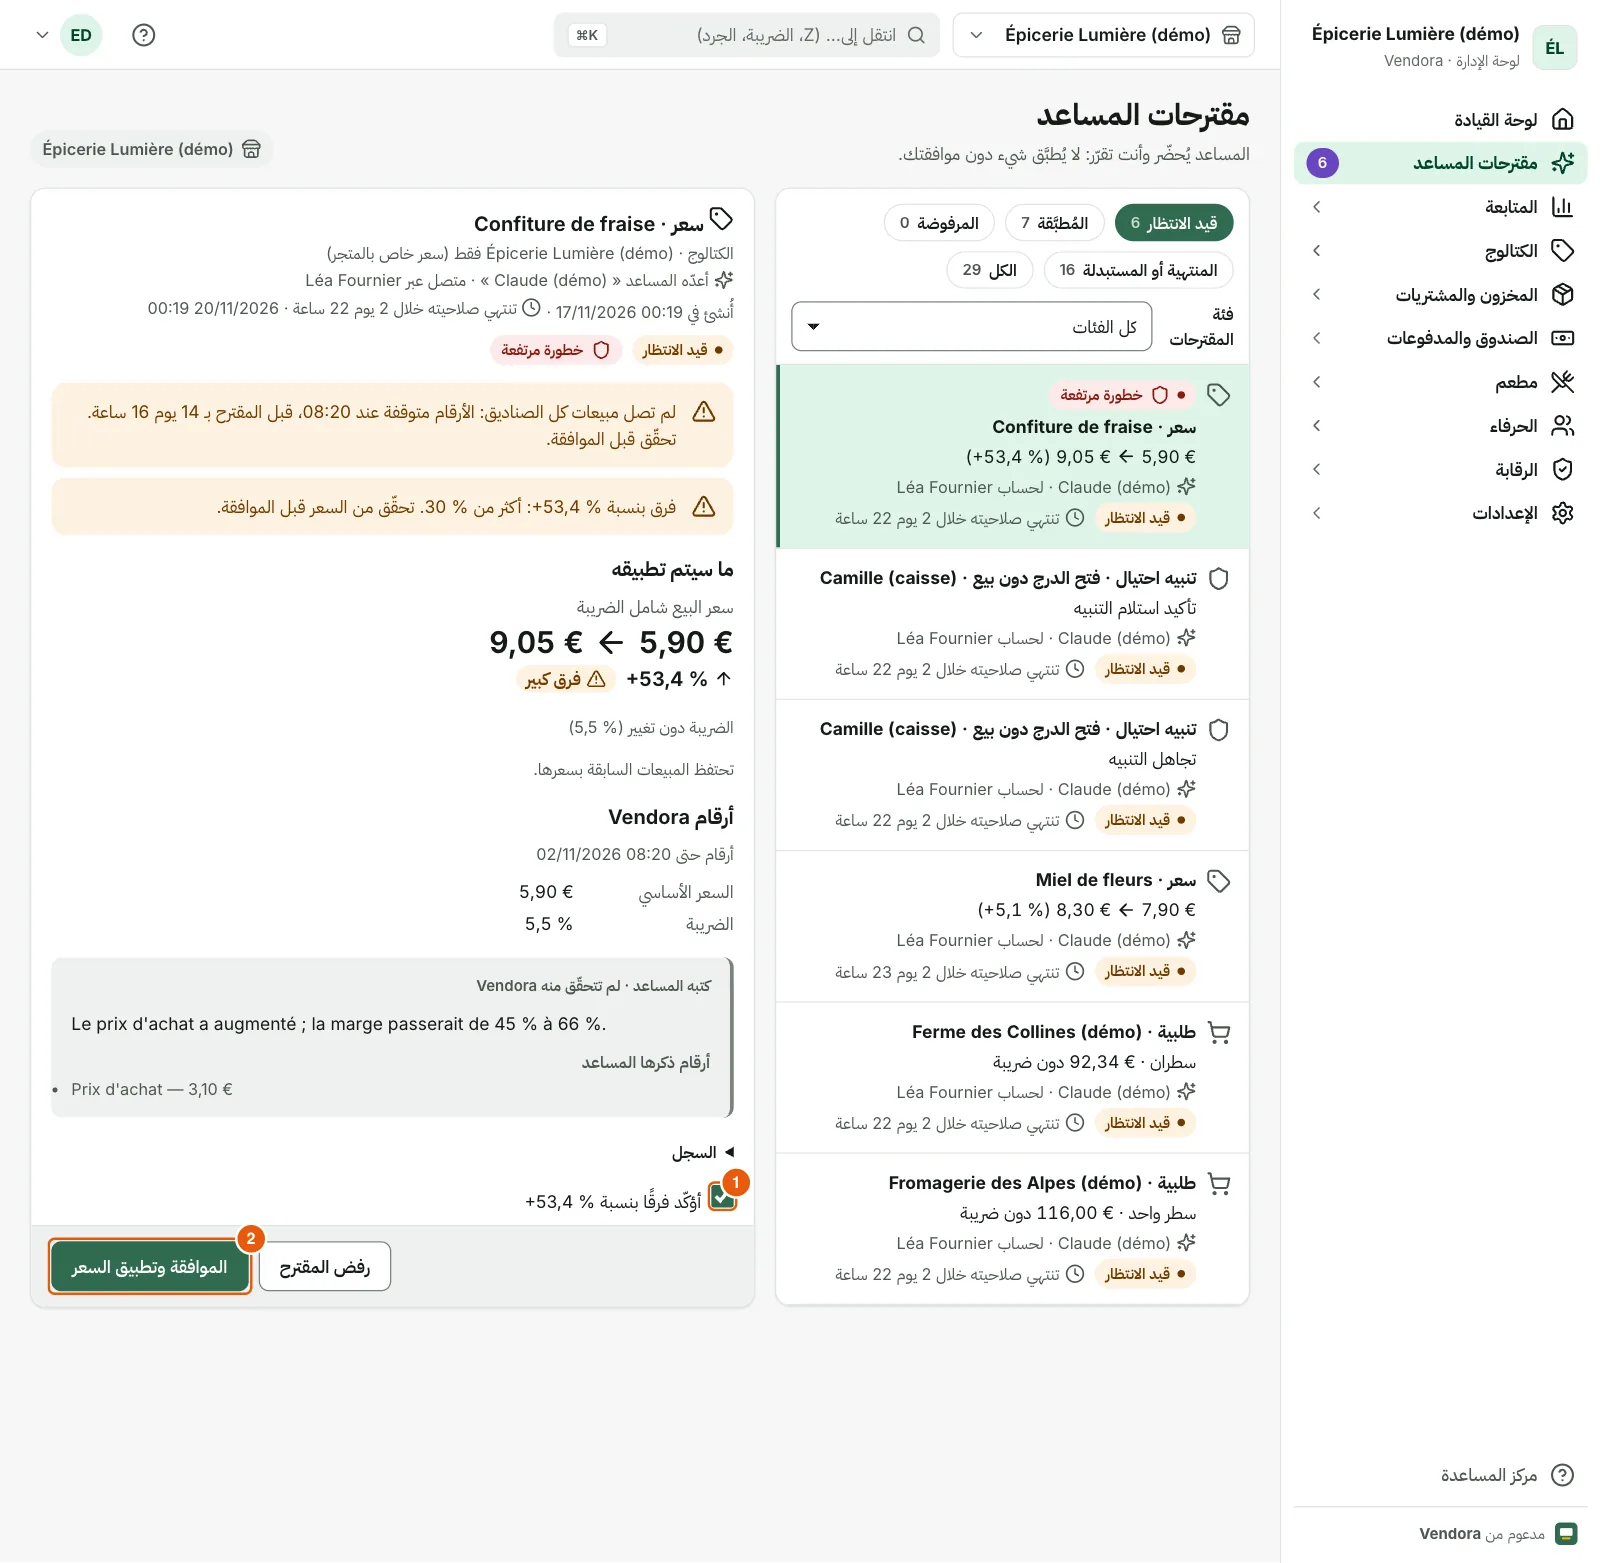 Épicerie Lumière (démo)
لوحة الإدارة · Vendora
ÉL
لوحة القيادة
مقترحات المساعد
6
المتابعة
الكتالوج
المخزون والمشتريات
الصندوق والمدفوعات
مطعم
الحرفاء
الرقابة
الإعدادات
مركز المساعدة
مدعوم من Vendora
Épicerie Lumière (démo)
انتقل إلى... (Z، الضريبة، الجرد)
⌘K
ED
مقترحات المساعد
المساعد يُحضّر وأنت تقرّر: لا يُطبَّق شيء دون موافقتك.
Épicerie Lumière (démo)
قيد الانتظار 6
المُطبَّقة 7
المرفوضة 0
المنتهية أو المستبدلة 16
الكل 29
فئة المقترحات
كل الفئات
خطورة مرتفعة
سعر · Confiture de fraise
5,90 € ← 9,05 € (+53,4 %)
Claude (démo) · لحساب Léa Fournier
قيد الانتظار
تنتهي صلاحيته خلال 2 يوم 22 ساعة
تنبيه احتيال · فتح الدرج دون بيع · Camille (caisse)
تأكيد استلام التنبيه
Claude (démo) · لحساب Léa Fournier
قيد الانتظار
تنتهي صلاحيته خلال 2 يوم 22 ساعة
تنبيه احتيال · فتح الدرج دون بيع · Camille (caisse)
تجاهل التنبيه
Claude (démo) · لحساب Léa Fournier
قيد الانتظار
تنتهي صلاحيته خلال 2 يوم 22 ساعة
سعر · Miel de fleurs
7,90 € ← 8,30 € (+5,1 %)
Claude (démo) · لحساب Léa Fournier
قيد الانتظار
تنتهي صلاحيته خلال 2 يوم 23 ساعة
طلبية · Ferme des Collines (démo)
سطران · 92,34 € دون ضريبة
Claude (démo) · لحساب Léa Fournier
قيد الانتظار
تنتهي صلاحيته خلال 2 يوم 22 ساعة
طلبية · Fromagerie des Alpes (démo)
سطر واحد · 116,00 € دون ضريبة
Claude (démo) · لحساب Léa Fournier
قيد الانتظار
تنتهي صلاحيته خلال 2 يوم 22 ساعة
سعر · Confiture de fraise
الكتالوج · Épicerie Lumière (démo) فقط (سعر خاص بالمتجر)
أعدّه المساعد « Claude (démo) » · متصل عبر Léa Fournier
أُنشئ في 17/11/2026 00:19 · تنتهي صلاحيته خلال 2 يوم 22 ساعة · 20/11/2026 00:19
قيد الانتظار
خطورة مرتفعة
لم تصل مبيعات كل الصناديق: الأرقام متوقفة عند 08:20، قبل المقترح بـ 14 يوم 16 ساعة.
تحقّق قبل الموافقة.
فرق بنسبة +53,4 %: أكثر من 30 %. تحقّق من السعر قبل الموافقة.
ما سيتم تطبيقه
سعر البيع شامل الضريبة
5,90 € ← 9,05 €
↑ +53,4 %
فرق كبير
الضريبة دون تغيير (5,5 %)
تحتفظ المبيعات السابقة بسعرها.
أرقام Vendora
أرقام حتى 02/11/2026 08:20
السعر الأساسي 5,90 €
الضريبة 5,5 %
كتبه المساعد · لم تتحقّق منه Vendora
Le prix d'achat a augmenté ; la marge passerait de 45 % à 66 %.
أرقام ذكرها المساعد
• Prix d'achat — 3,10 €
السجل
1
أؤكّد فرقًا بنسبة +53,4 %
رفض المقترح
2
الموافقة وتطبيق السعر